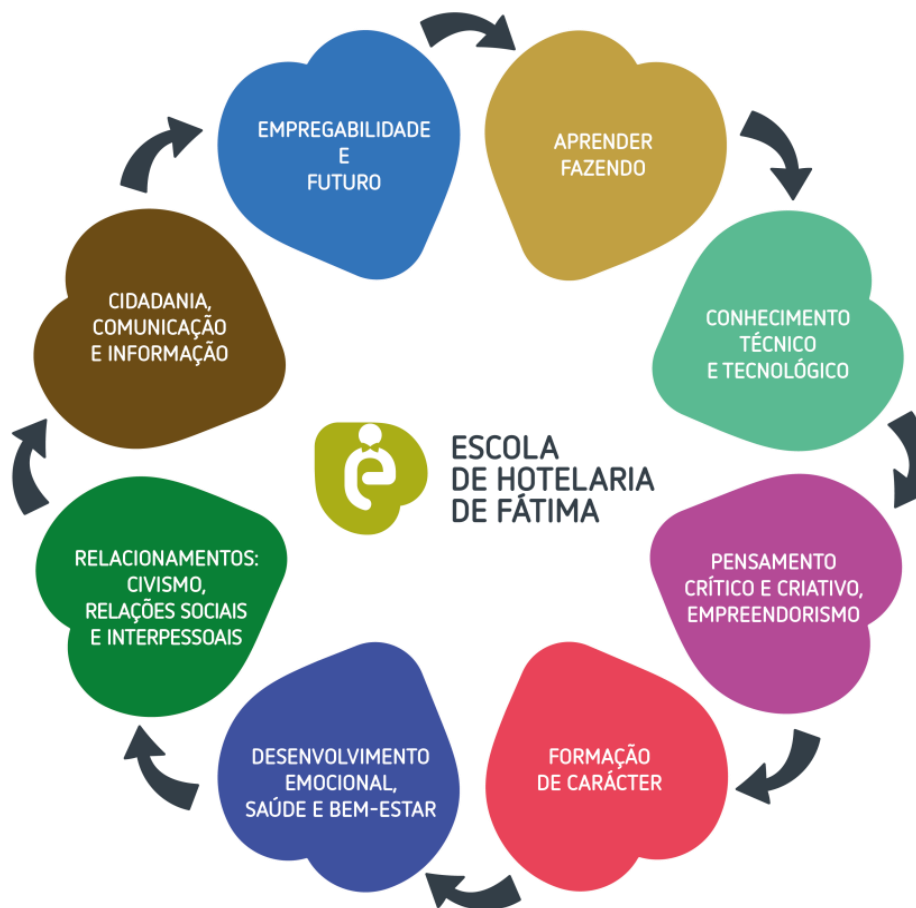 EMPREGABILIDADE
E
FUTURO
APRENDER
FAZENDO
CONHECIMENTO
TÉCNICO
E TECNOLÓGICO
PENSAMENTO
CRÍTICO E CRIATIVO,
EMPREENDORISMO
FORMAÇÃO
DE CARÁCTER
DESENVOLVIMENTO
EMOCIONAL,
SAÚDE E BEM-ESTAR
RELACIONAMENTOS:
CIVISMO,
RELAÇÕES SOCIAIS
E INTERPESSOAIS
CIDADANIA,
COMUNICAÇÃO
E INFORMAÇÃO
ESCOLA
DE HOTELARIA
DE FÁTIMA